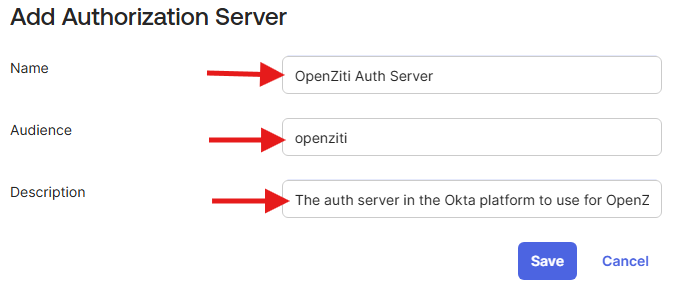 Add Authorization Server
Name
OpenZiti Auth Server
Audience
openziti
Description
The auth server in the Okta platform to use for OpenZ
Save
Cancel